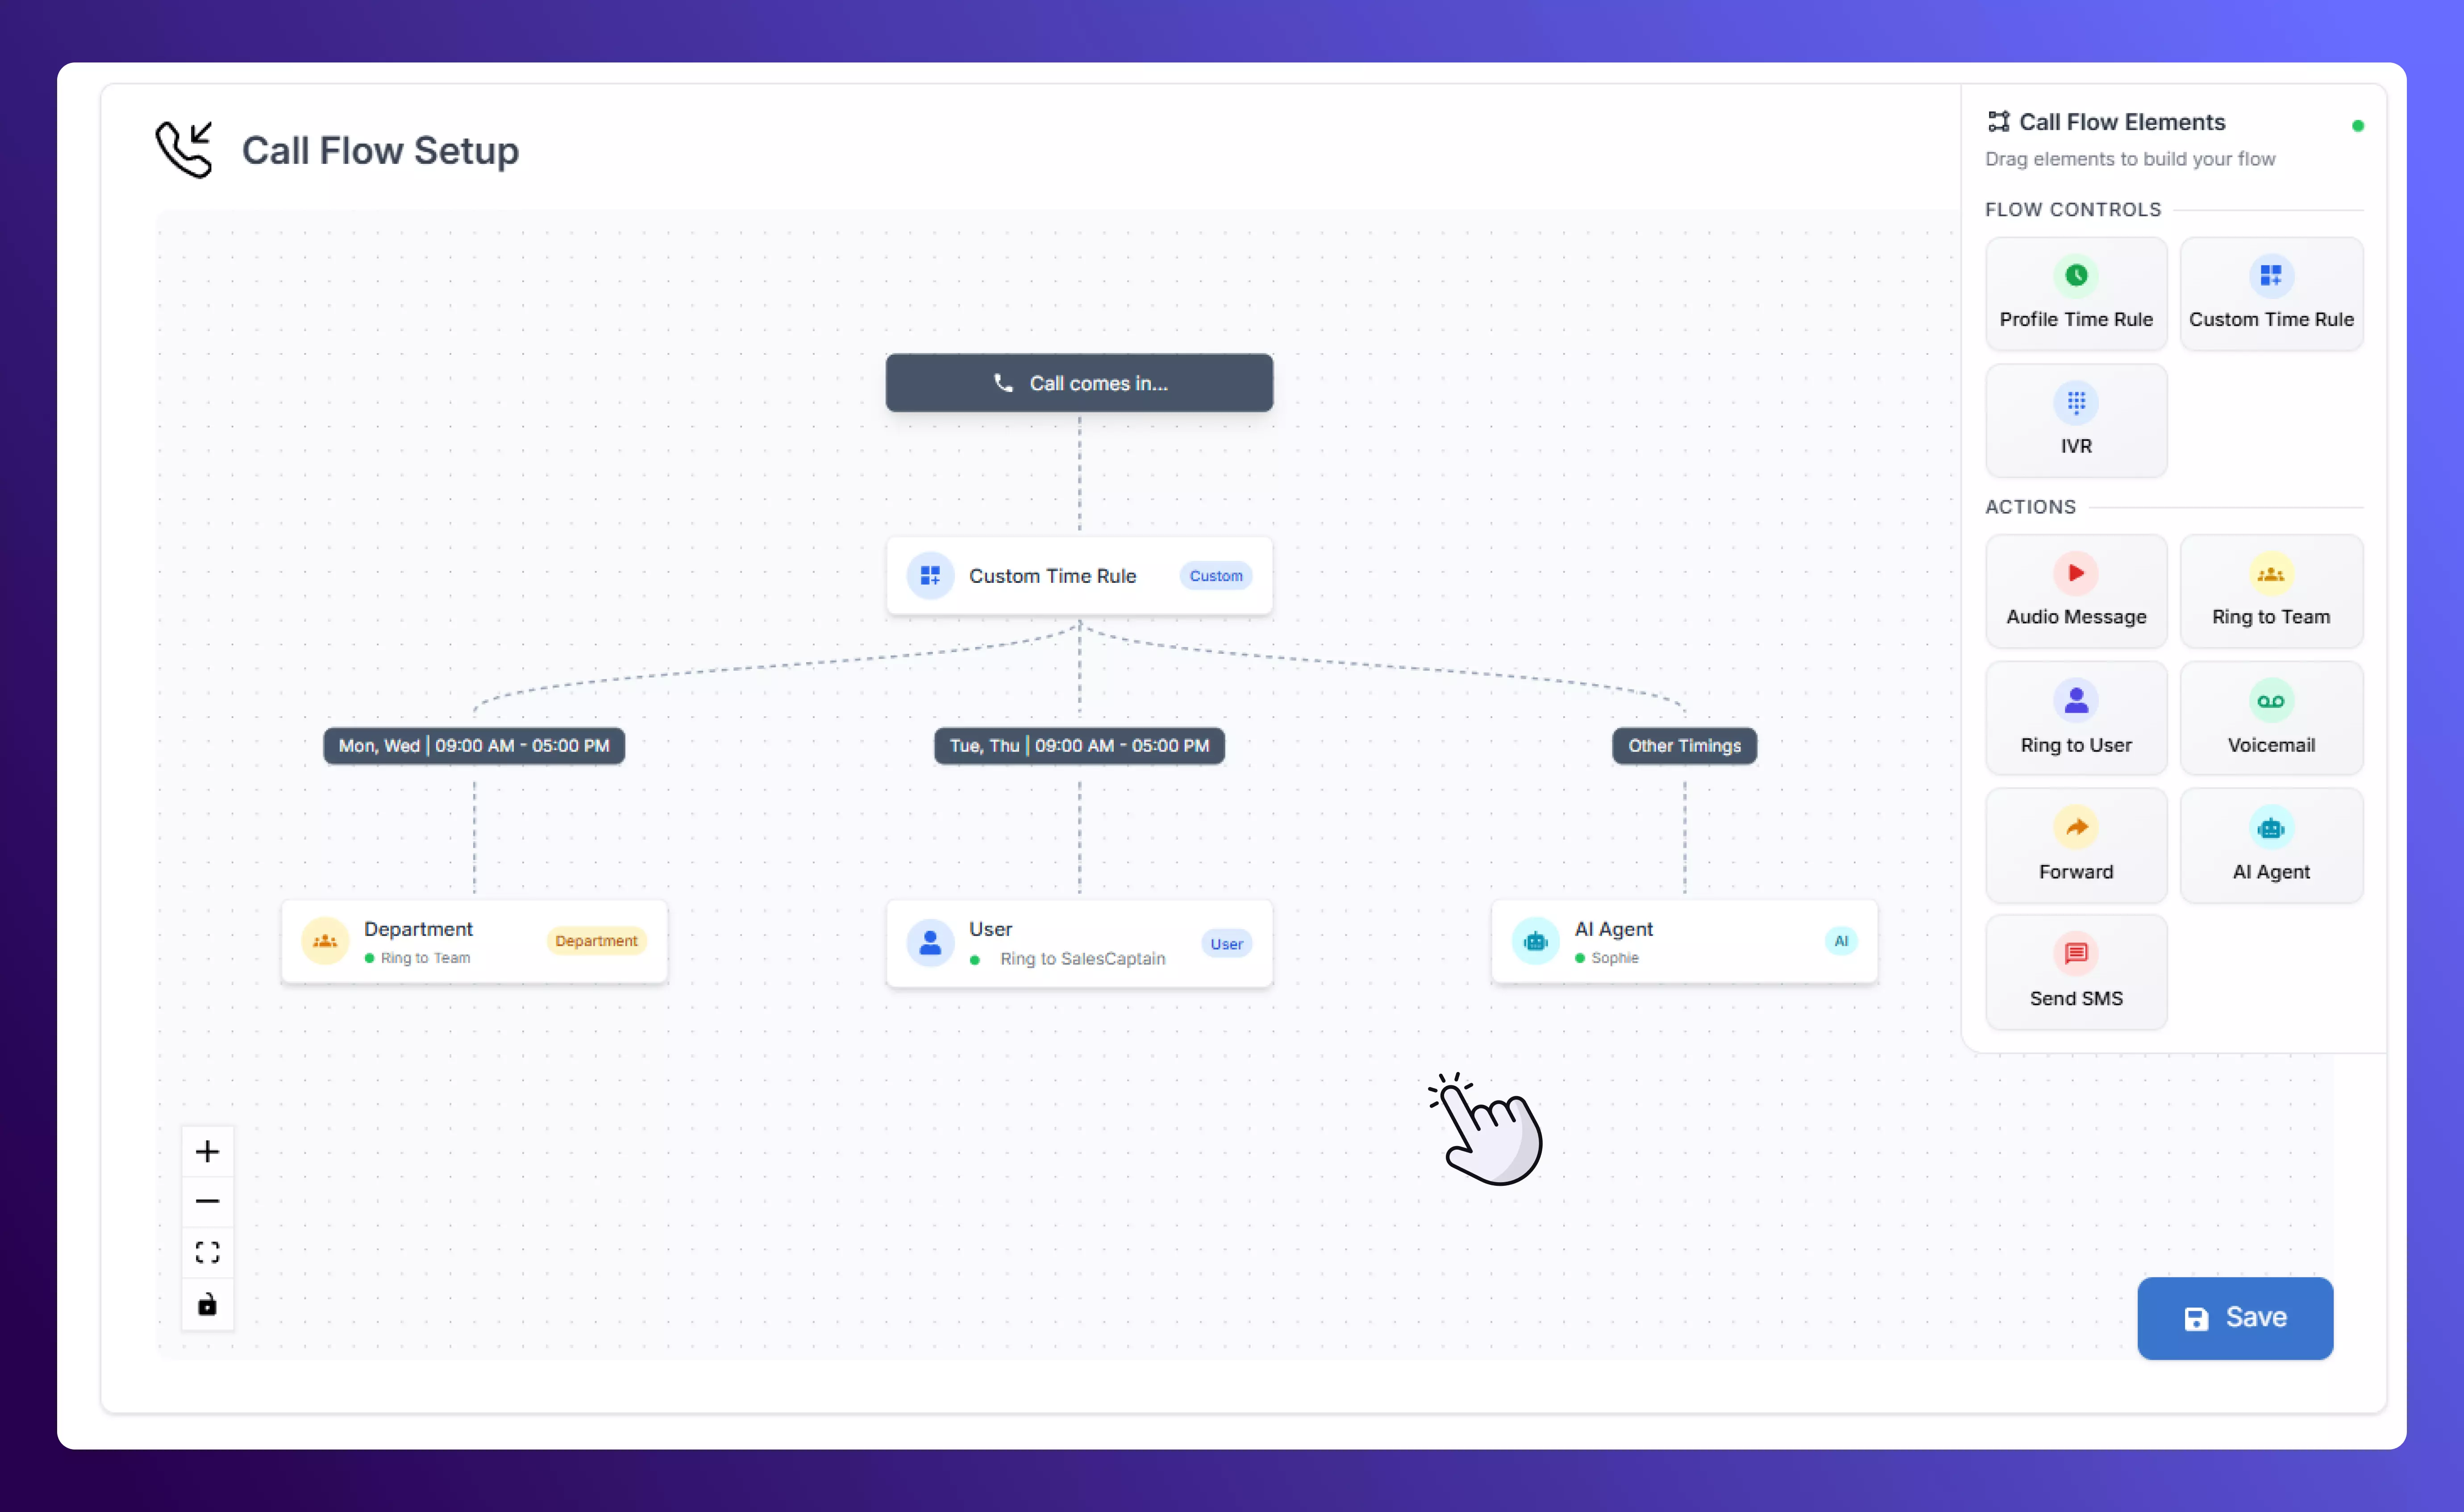 Call Flow Setup
Call comes in...
Custom Time Rule
Custom
Mon, Wed | 09:00 AM - 05:00 PM
Tue, Thu | 09:00 AM - 05:00 PM
Other Timings
Department
Ring to Team
Department
User
Ring to SalesCaptain
User
AI Agent
Sophie
AI
Call Flow Elements
Drag elements to build your flow
FLOW CONTROLS
Profile Time Rule
Custom Time Rule
IVR
ACTIONS
Audio Message
Ring to Team
Ring to User
Voicemail
Forward
AI Agent
Send SMS
Save